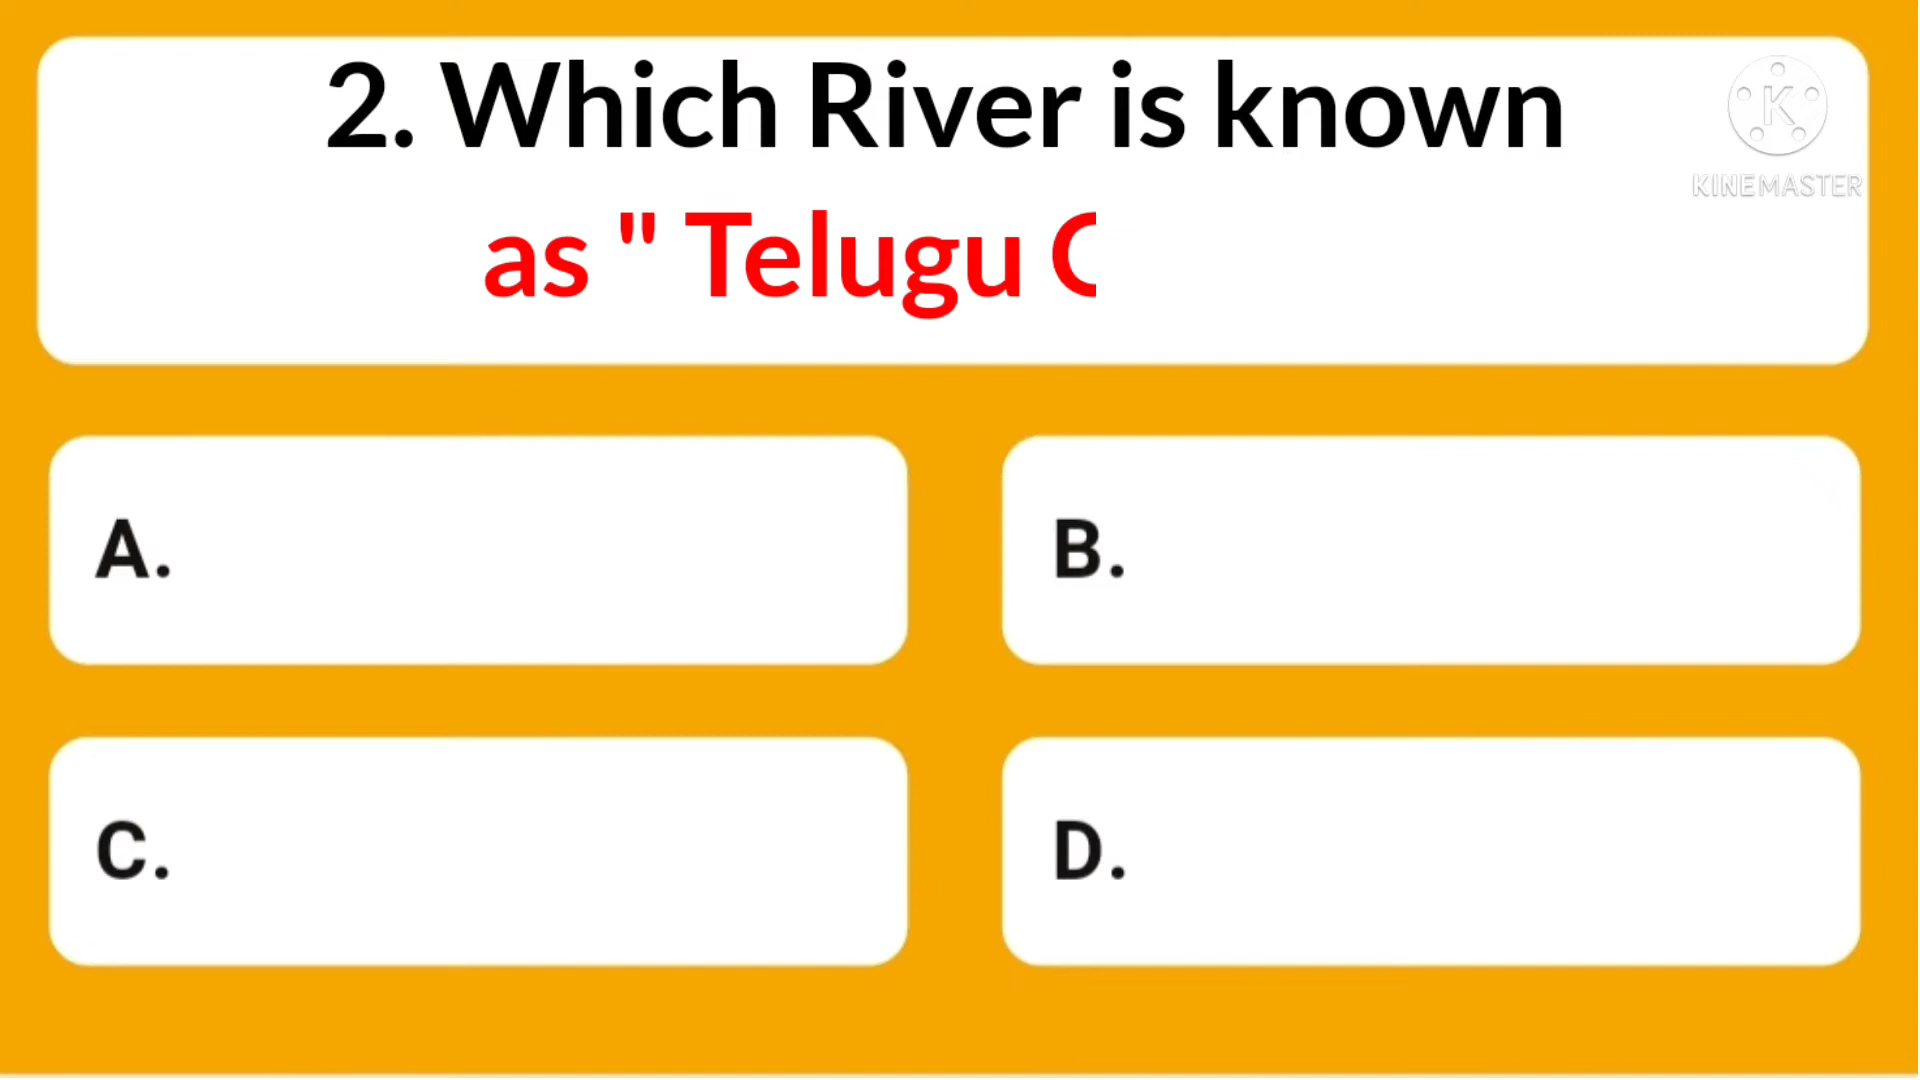 2. Which River is known
as " Telugu
K
KINEMASTER
A.
B.
C.
D.